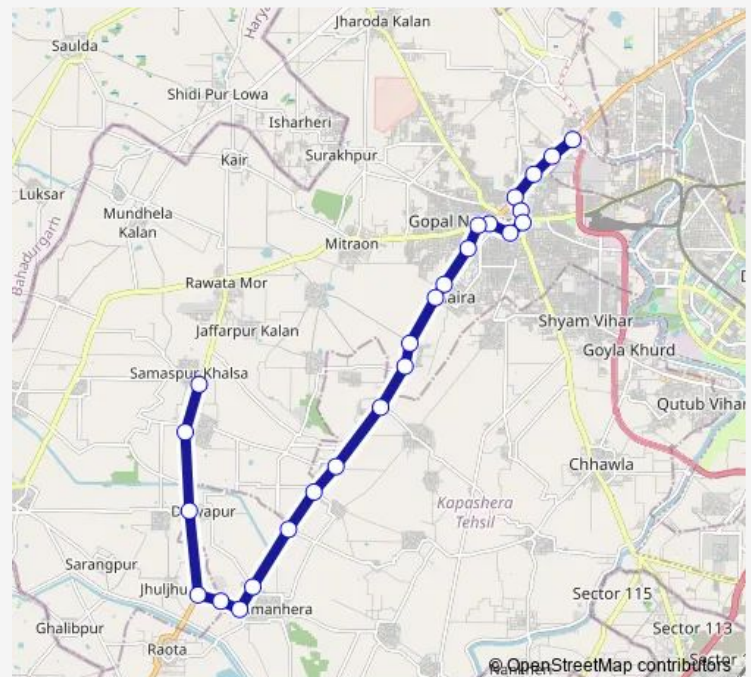 Jharoda Kalan
Saulda
Shidi Pur Lowa
Isharheri
Surakhpur
Kair
Luksar
Mundhela
Kalan
Gopal N
Mitraon
Bahadurgarh
Rawata Mor
Jaffarpur Kalan
Shyam Vihar
Goyla Khurd
Samaspur Khalsa
Qutub Vihar
Chhawla
Kapashera
Tehsil
Sarangpur
Jhuljhu
manhera
Sector 115
Ghalibpur
Sector 113
Raota
© OpenStreetMap contributors